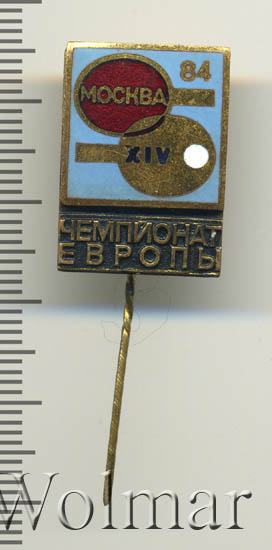 84
МОСКВА
XIV
ЧЕМПИОНАТ
ЕВРОПЫ
Wolmar